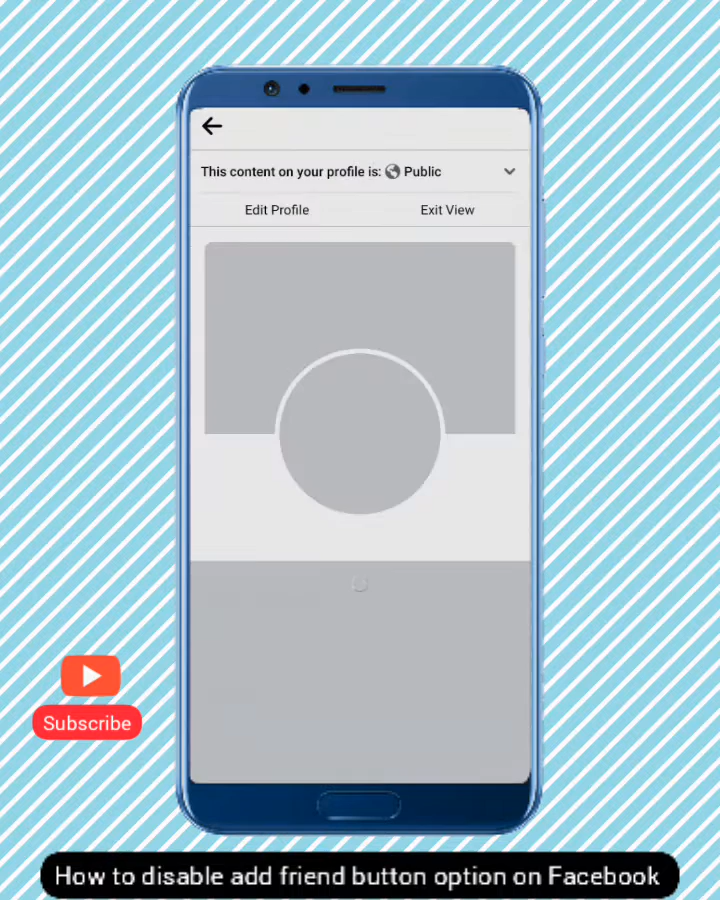 This content on your profile is: Public
Edit Profile
Exit View
Subscribe
How to disable add friend button option on Facebook